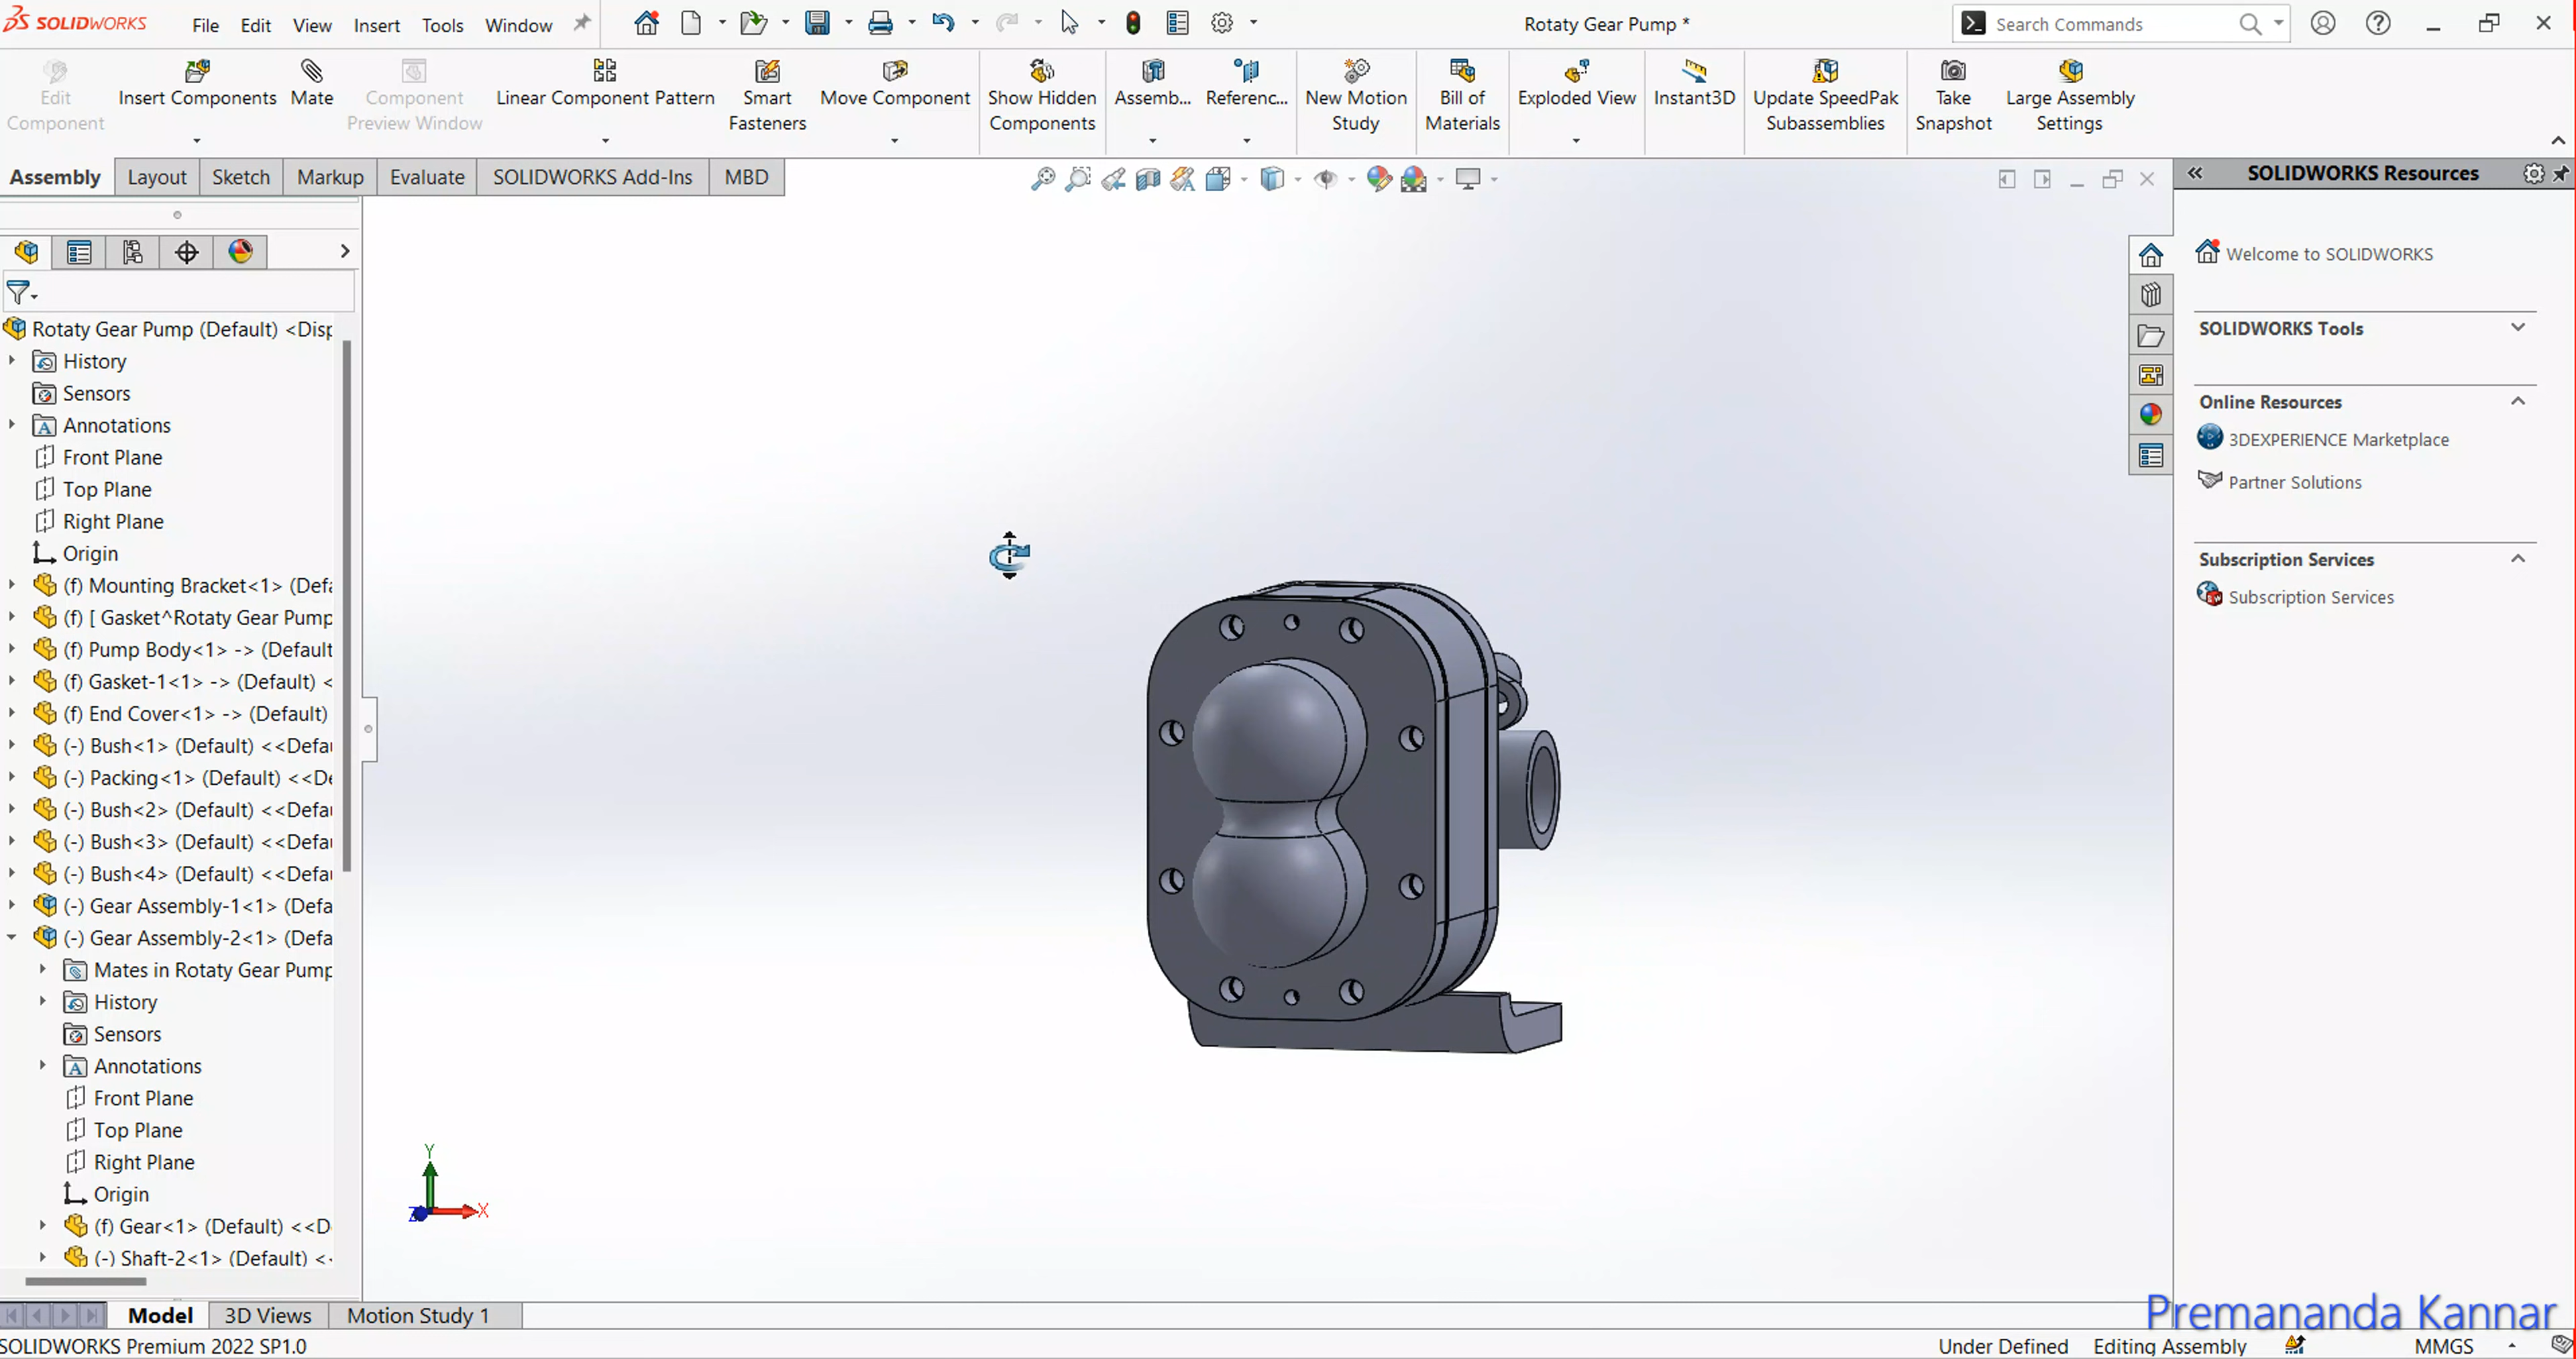 SOLIDWORKS
File Edit View Insert Tools Window
Rotaty Gear Pump *
Search Commands
Edit Component
Insert Components
Mate
Component Preview Window
Linear Component Pattern
Smart Fasteners
Move Component
Show Hidden Components
Assemb...
Referenc...
New Motion Study
Bill of Materials
Exploded View
Instant3D
Update SpeedPak Subassemblies
Take Snapshot
Large Assembly Settings
Assembly Layout Sketch Markup Evaluate SOLIDWORKS Add-Ins MBD
Rotaty Gear Pump (Default) <Disp
History
Sensors
Annotations
Front Plane
Top Plane
Right Plane
Origin
(f) Mounting Bracket<1> (Defa
(f) [ Gasket^Rotaty Gear Pump
(f) Pump Body<1> -> (Default
(f) Gasket-1<1> -> (Default) <
(f) End Cover<1> -> (Default)
(-) Bush<1> (Default) <<Defau
(-) Packing<1> (Default) <<De
(-) Bush<2> (Default) <<Defau
(-) Bush<3> (Default) <<Defau
(-) Bush<4> (Default) <<Defau
(-) Gear Assembly-1<1> (Defa
(-) Gear Assembly-2<1> (Defa
Mates in Rotaty Gear Pump
History
Sensors
Annotations
Front Plane
Top Plane
Right Plane
Origin
(f) Gear<1> (Default) <<D
(-) Shaft-2<1> (Default) <
Y
X
Z
SOLIDWORKS Resources
Welcome to SOLIDWORKS
SOLIDWORKS Tools
Online Resources
3DEXPERIENCE Marketplace
Partner Solutions
Subscription Services
Subscription Services
Model 3D Views Motion Study 1
Premananda Kannar
SOLIDWORKS Premium 2022 SP1.0
Under Defined Editing Assembly MMGS